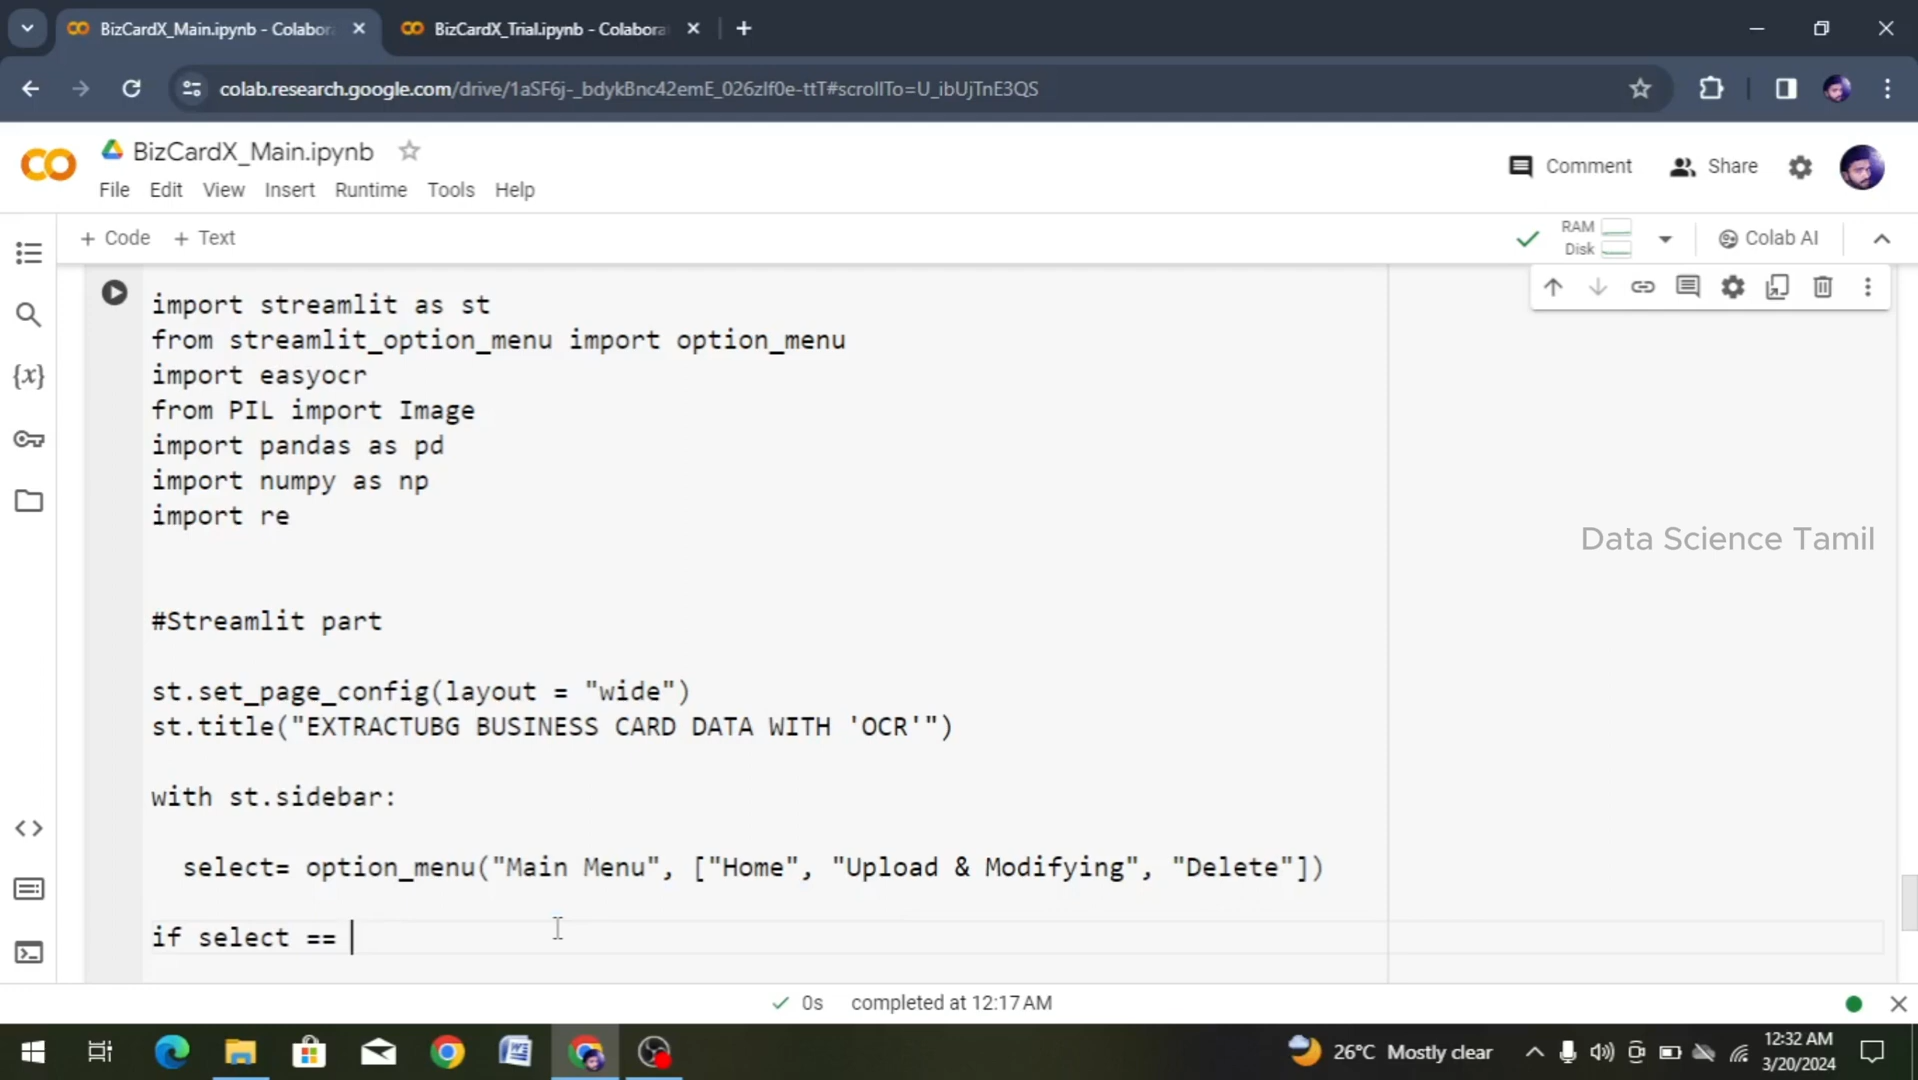 BizCardX_Main.ipynb - Colabor
BizCardX_Trial.ipynb - Colabora
colab.research.google.com/drive/1aSF6j-_bdykBnc42emE_026zIf0e-ttT#scrollTo=U_ibUjTnE3QS
BizCardX_Main.ipynb
Comment
Share
File Edit View Insert Runtime Tools Help
+ Code + Text
RAM
Disk
Colab AI
import streamlit as st
from streamlit_option_menu import option_menu
import easyocr
from PIL import Image
import pandas as pd
import numpy as np
import re
Data Science Tamil
#Streamlit part
st.set_page_config(layout = "wide")
st.title("EXTRACTUBG BUSINESS CARD DATA WITH 'OCR'")
with st.sidebar:
select= option_menu("Main Menu", ["Home", "Upload & Modifying", "Delete"])
if select ==
0s completed at 12:17 AM
26°C Mostly clear
12:32 AM
3/20/2024